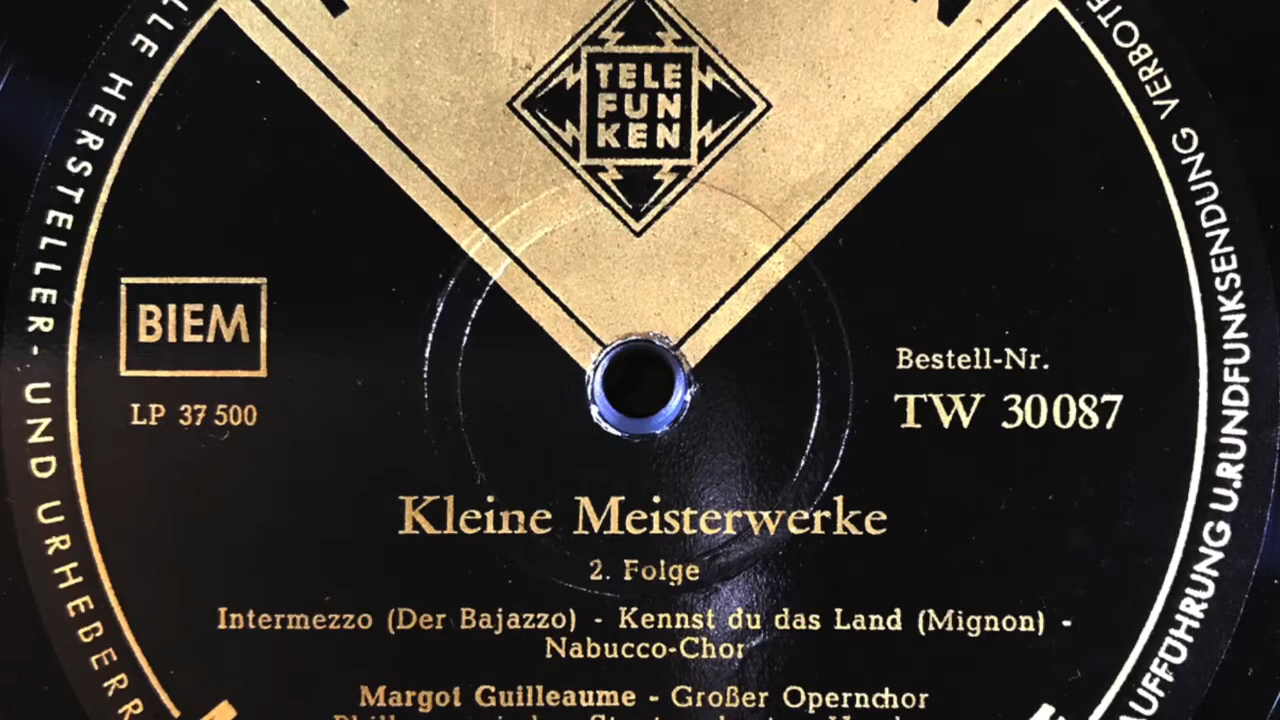 TELE
FUN
KEN
HERSTELLER- UND URHEBERR
VERBOTE
UFFÜHRUNG U.RUNDFUNKSENDUNG
BIEM
LP 37 500
Bestell-Nr.
TW 30087
Kleine Meisterwerke
2. Folge
Intermezzo (Der Bajazzo) - Kennst du das Land (Mignon) -
Nabucco-Chor
Margot Guilleaume - Großer Opernchor